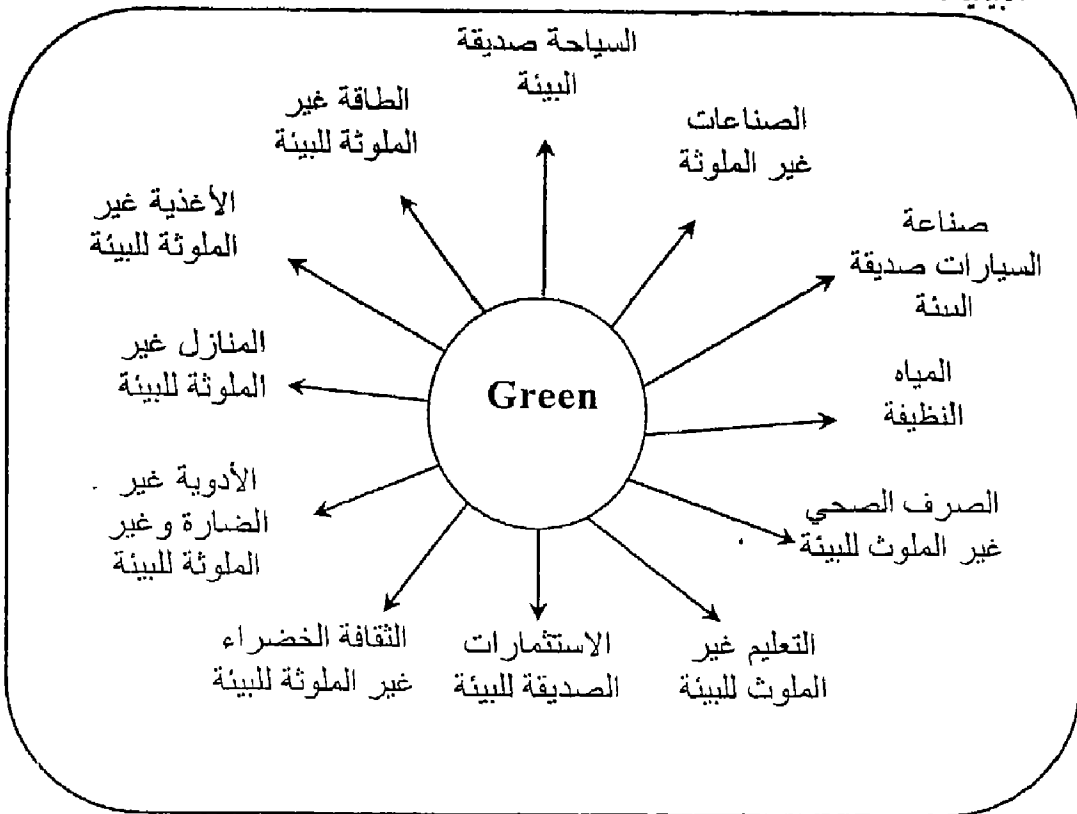 السياحة صديقة
البيئة
الصناعات
غير الملوثة
صناعة
السيارات صديقة
البيئة
المياه
النظيفة
الصرف الصحي
غير الملوث للبيئة
التعليم غير
الملوث للبيئة
الاستثمارات
الصديقة للبيئة
الثقافة الخضراء
غير الملوثة للبيئة
الأدوية غير
الضارة وغير
الملوثة للبيئة
المنازل غير
الملوثة للبيئة
الأغذية غير
الملوثة للبيئة
الطاقة غير
الملوثة للبيئة
Green